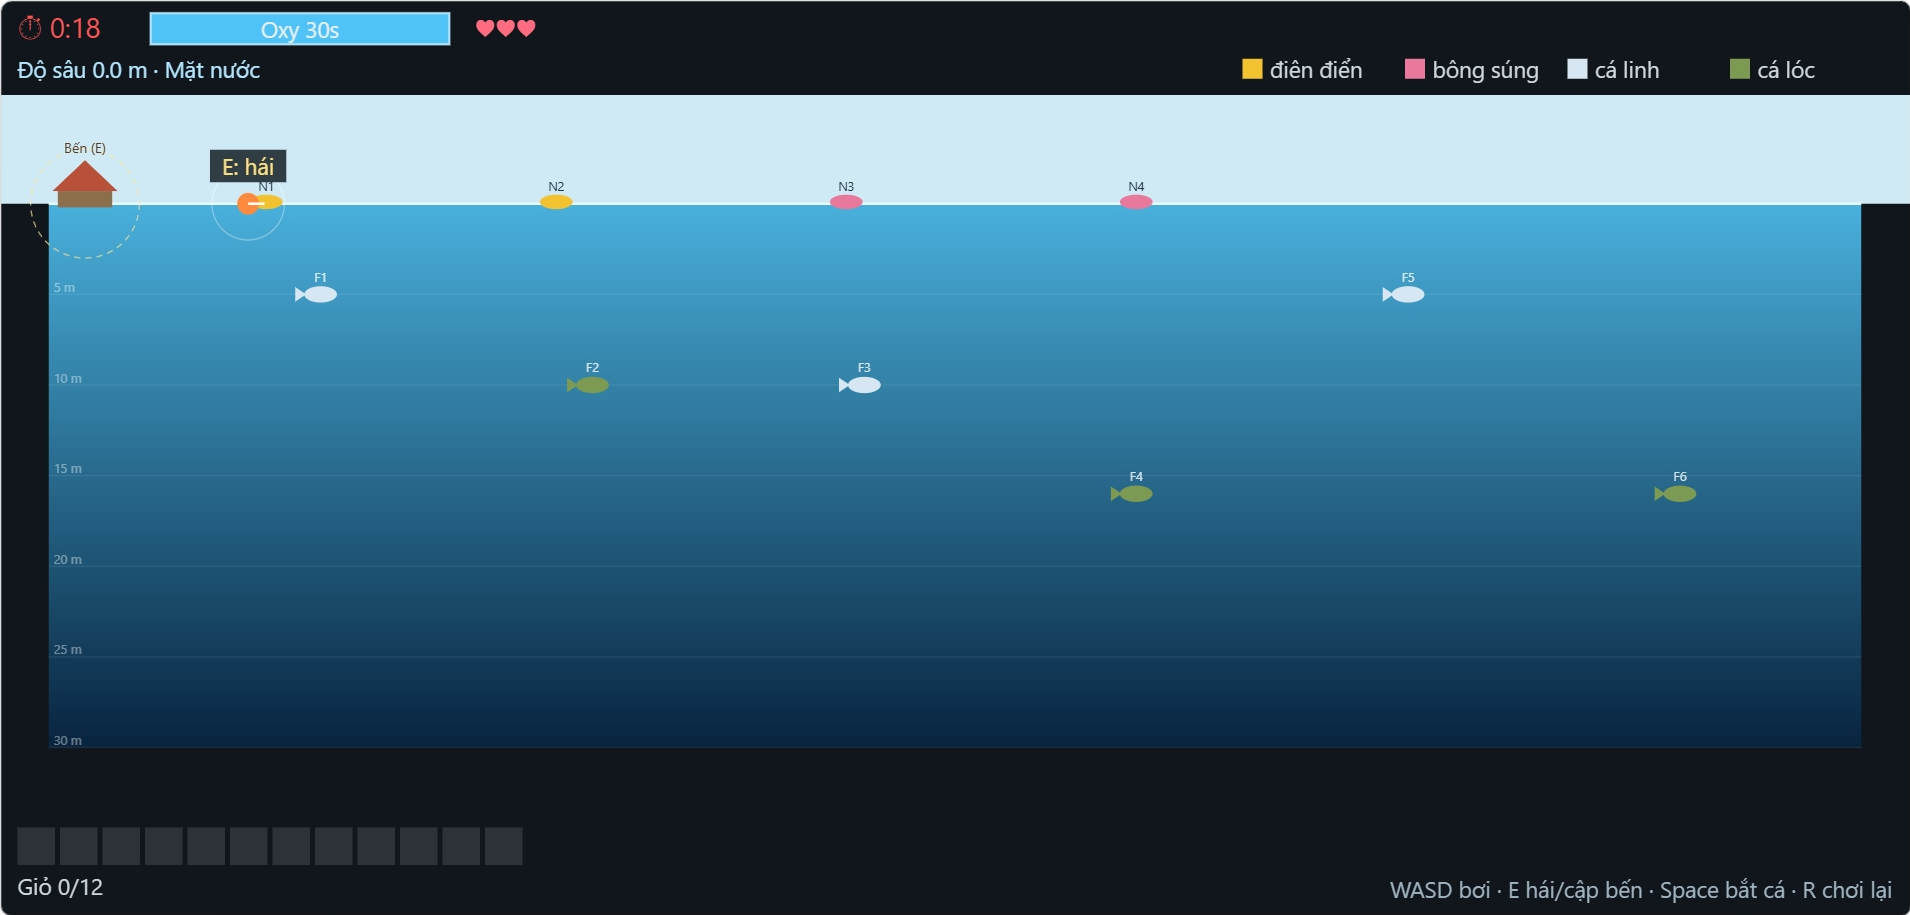 0:18
Oxy 30s
Độ sâu 0.0 m · Mặt nước
điên điển
bông súng
cá linh
cá lóc
Bến (E)
E: hái
N1
N2
N3
N4
F1
F5
5 m
F2
F3
10 m
15 m
F4
F6
20 m
25 m
30 m
Giỏ 0/12
WASD bơi · E hái/cập bến · Space bắt cá · R chơi lại